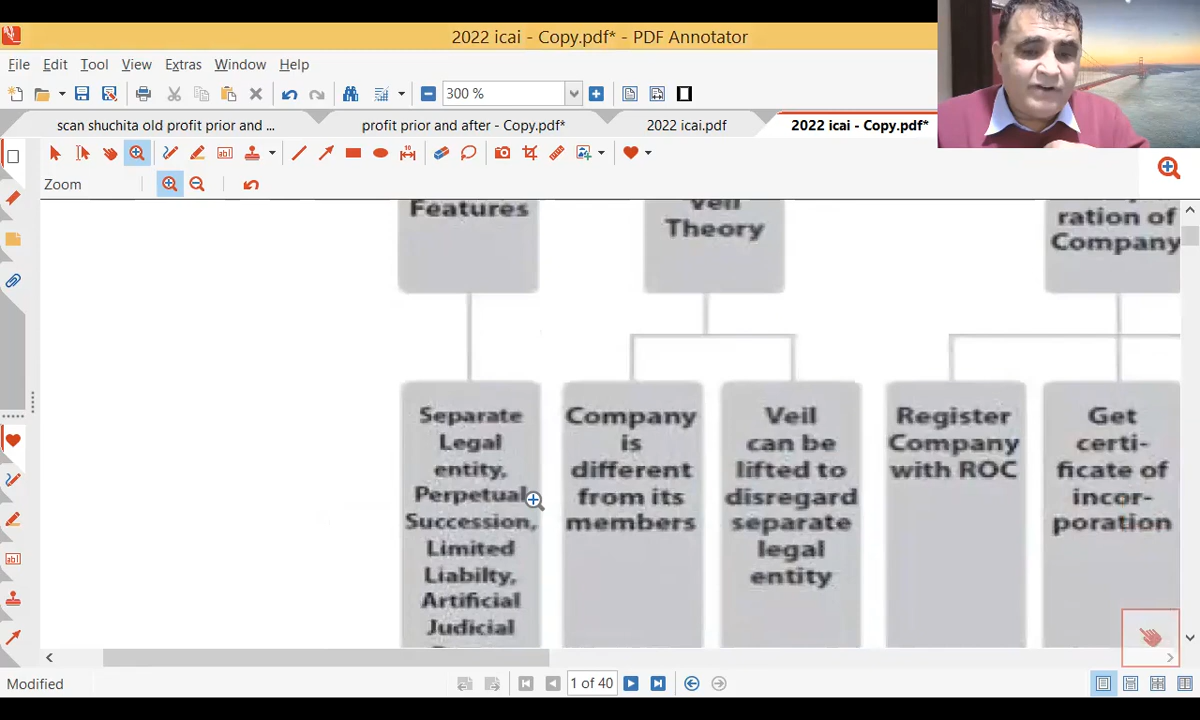 2022 icai - Copy.pdf* - PDF Annotator
File Edit Tool View Extras Window Help
300 %
scan shuchita old profit prior and ...
profit prior and after - Copy.pdf*
2022 icai.pdf
2022 icai - Copy.pdf*
Zoom
Features
Veil
Theory
ration of
Company
Separate
Legal
entity,
Perpetual
Succession,
Limited
Liabilty,
Artificial
Judicial
Company
is
different
from its
members
Veil
can be
lifted to
disregard
separate
legal
entity
Register
Company
with ROC
Get
certi-
ficate of
incor-
poration
Modified
1 of 40